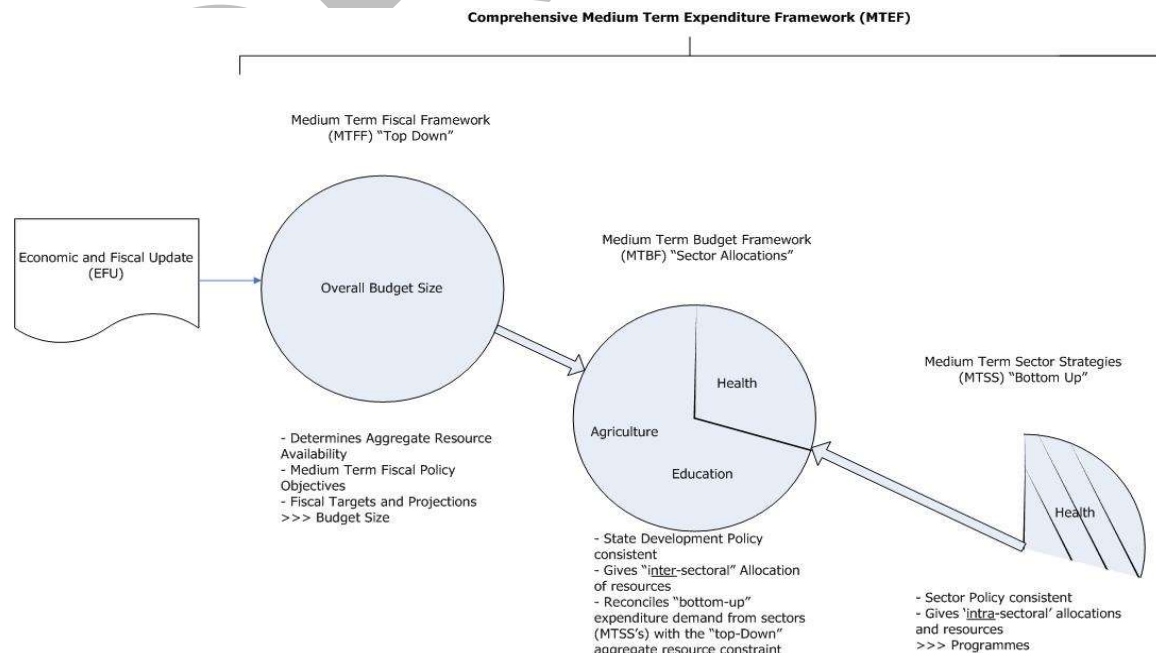 Comprehensive Medium Term Expenditure Framework (MTEF)
Medium Term Fiscal Framework
(MTFF) “Top Down”
Economic and Fiscal Update
(EFU)
Overall Budget Size
- Determines Aggregate Resource
Availability
- Medium Term Fiscal Policy
Objectives
- Fiscal Targets and Projections
>>> Budget Size
Medium Term Budget Framework
(MTBF) “Sector Allocations”
Health
Agriculture
Education
- State Development Policy
consistent
- Gives “inter-sectoral” Allocation
of resources
- Reconciles “bottom-up”
expenditure demand from sectors
(MTSS’s) with the “top-Down”
aggregate resource constraint
Medium Term Sector Strategies
(MTSS) “Bottom Up”
Health
- Sector Policy consistent
- Gives ‘intra-sectoral’ allocations
and resources
>>> Programmes